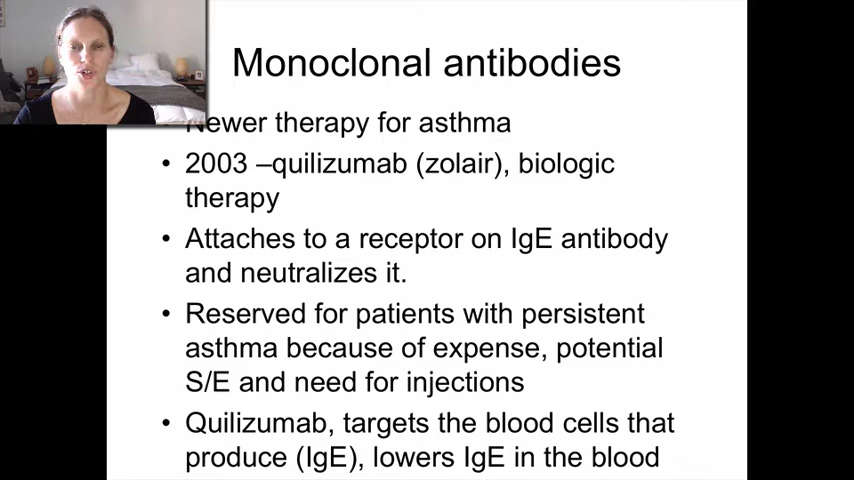 Monoclonal antibodies
Newer therapy for asthma
• 2003 –quilizumab (zolair), biologic
therapy
• Attaches to a receptor on IgE antibody
and neutralizes it.
• Reserved for patients with persistent
asthma because of expense, potential
S/E and need for injections
• Quilizumab, targets the blood cells that
produce (IgE), lowers IgE in the blood